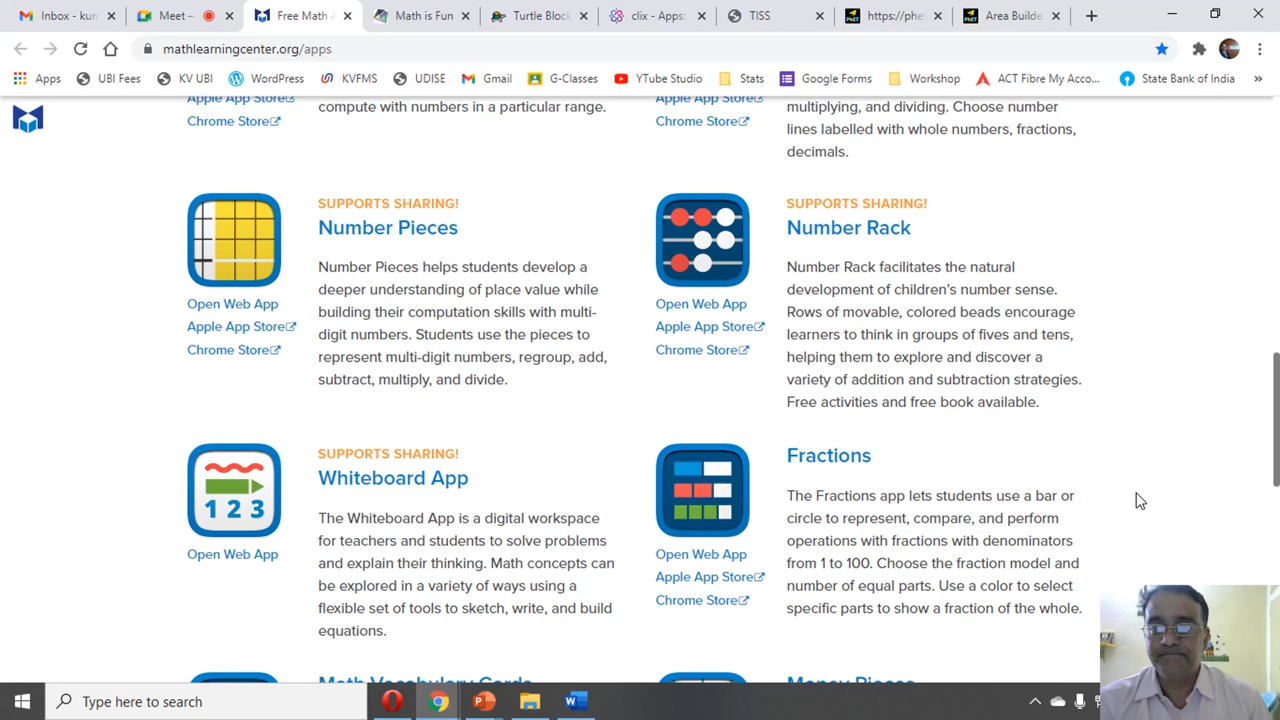 Inbox - kun
Meet –
Free Math A
Math is Fun
Turtle Block
clix - Apps:
TISS
https://phe
Area Builde
mathlearningcenter.org/apps
Apps
UBI Fees
KV UBI
WordPress
KVFMS
UDISE
Gmail
G-Classes
YTube Studio
Stats
Google Forms
Workshop
ACT Fibre My Acco...
State Bank of India
»
Apple App Store
Chrome Store
compute with numbers in a particular range.
Apple App Store
Chrome Store
multiplying, and dividing. Choose number
lines labelled with whole numbers, fractions,
decimals.
Open Web App
Apple App Store
Chrome Store
SUPPORTS SHARING!
Number Pieces
Number Pieces helps students develop a
deeper understanding of place value while
building their computation skills with multi-
digit numbers. Students use the pieces to
represent multi-digit numbers, regroup, add,
subtract, multiply, and divide.
Open Web App
Apple App Store
Chrome Store
SUPPORTS SHARING!
Number Rack
Number Rack facilitates the natural
development of children's number sense.
Rows of movable, colored beads encourage
learners to think in groups of fives and tens,
helping them to explore and discover a
variety of addition and subtraction strategies.
Free activities and free book available.
1 2 3
Open Web App
SUPPORTS SHARING!
Whiteboard App
The Whiteboard App is a digital workspace
for teachers and students to solve problems
and explain their thinking. Math concepts
can be explored in a variety of ways using a
flexible set of tools to sketch, write, and build
equations.
Open Web App
Apple App Store
Chrome Store
Fractions
The Fractions app lets students use a bar or
circle to represent, compare, and perform
operations with fractions with denominators
from 1 to 100. Choose the fraction model and
number of equal parts. Use a color to select
specific parts to show a fraction of the whole.
Math Vocabulary Cards
Money Pieces
Type here to search